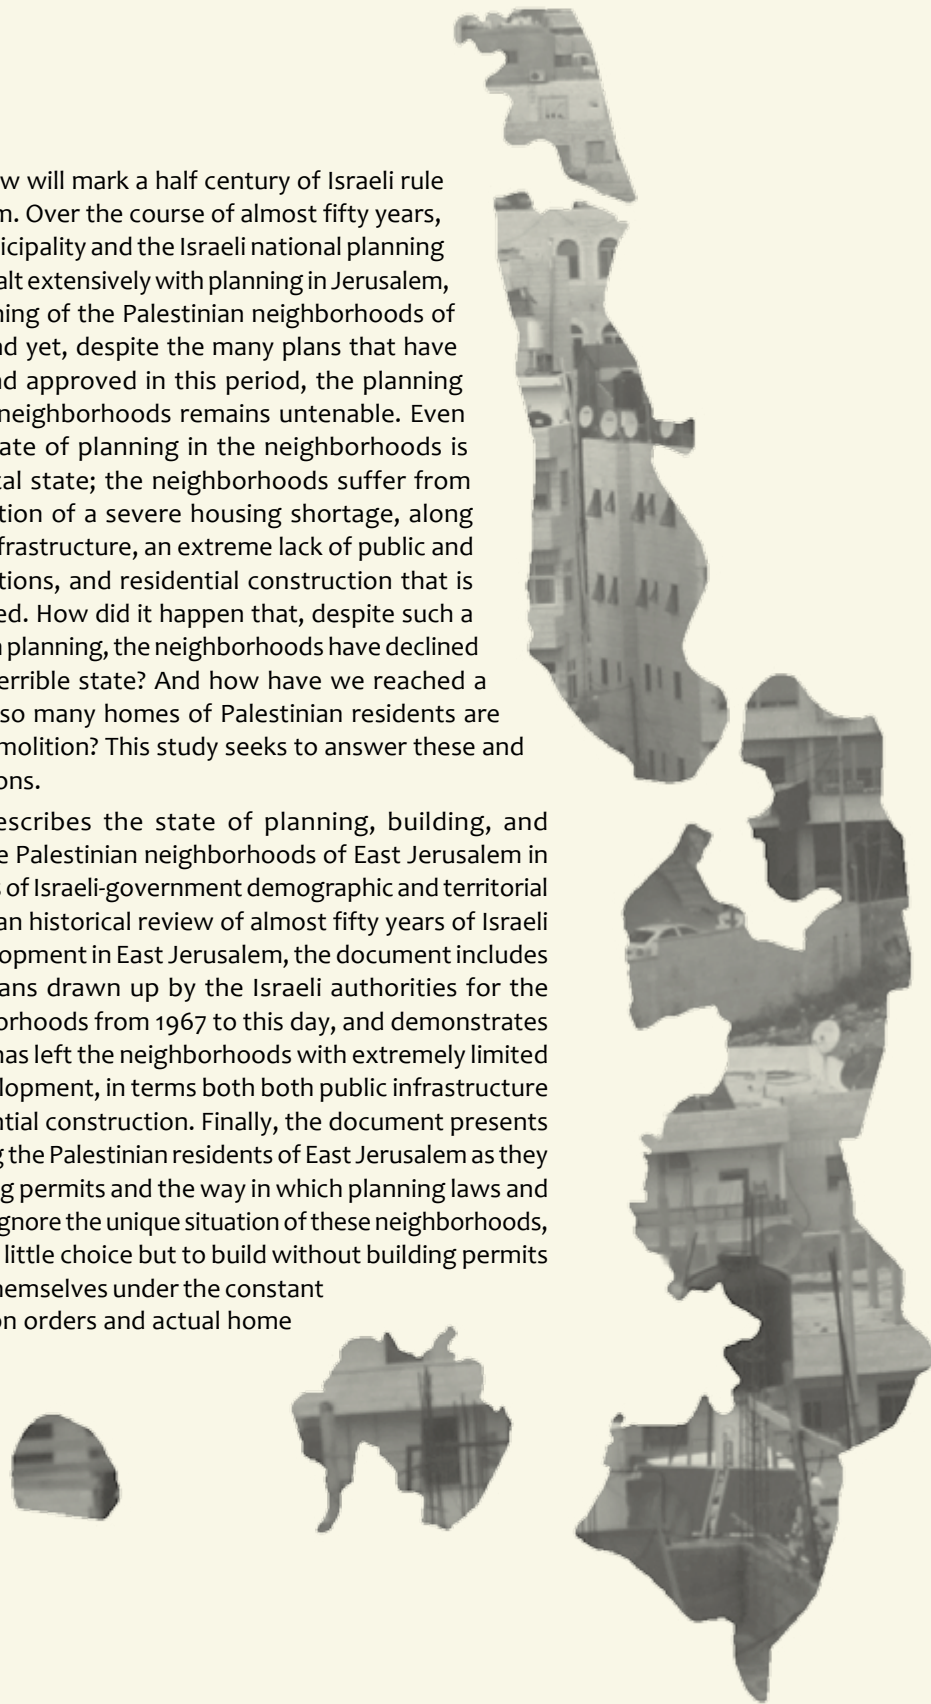 w will mark a half century of Israeli rule
m. Over the course of almost fifty years,
icipality and the Israeli national planning
alt extensively with planning in Jerusalem,
ning of the Palestinian neighborhoods of
nd yet, despite the many plans that have
nd approved in this period, the planning
neighborhoods remains untenable. Even
ate of planning in the neighborhoods is
tal state; the neighborhoods suffer from
tion of a severe housing shortage, along
frastructure, an extreme lack of public and
tions, and residential construction that is
ed. How did it happen that, despite such a
n planning, the neighborhoods have declined
errible state? And how have we reached a
so many homes of Palestinian residents are
molition? This study seeks to answer these and
ons.
escribes the state of planning, building, and
e Palestinian neighborhoods of East Jerusalem in
s of Israeli-government demographic and territorial
an historical review of almost fifty years of Israeli
opment in East Jerusalem, the document includes
ans drawn up by the Israeli authorities for the
orhoods from 1967 to this day, and demonstrates
has left the neighborhoods with extremely limited
lopment, in terms both both public infrastructure
ntial construction. Finally, the document presents
g the Palestinian residents of East Jerusalem as they
g permits and the way in which planning laws and
gnore the unique situation of these neighborhoods,
little choice but to build without building permits
hemselves under the constant
on orders and actual home